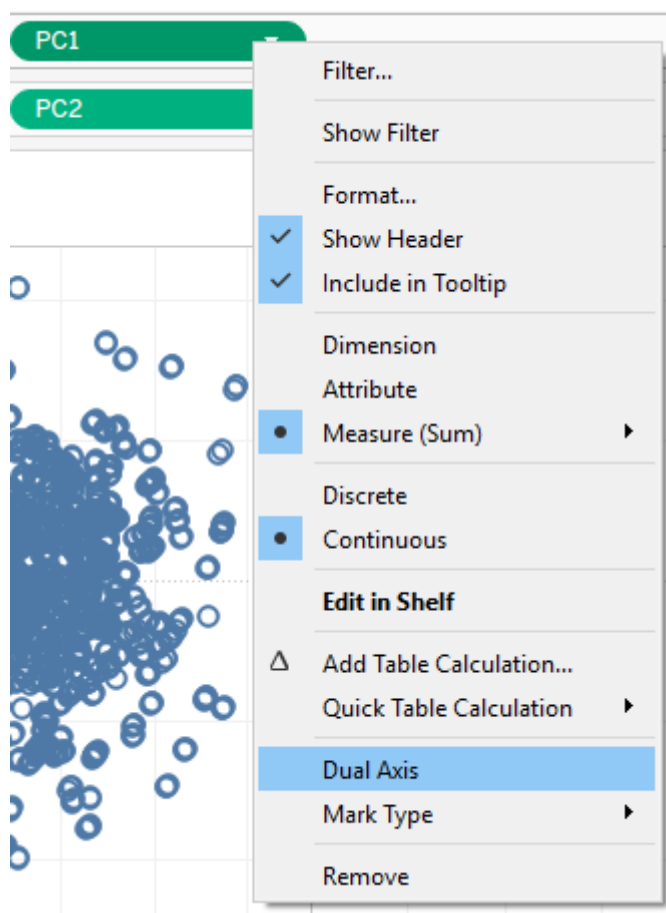 PC1
PC2
Filter...
Show Filter
Format...
Show Header
Include in Tooltip
Dimension
Attribute
Measure (Sum)
Discrete
Continuous
Edit in Shelf
Add Table Calculation...
Quick Table Calculation
Dual Axis
Mark Type
Remove